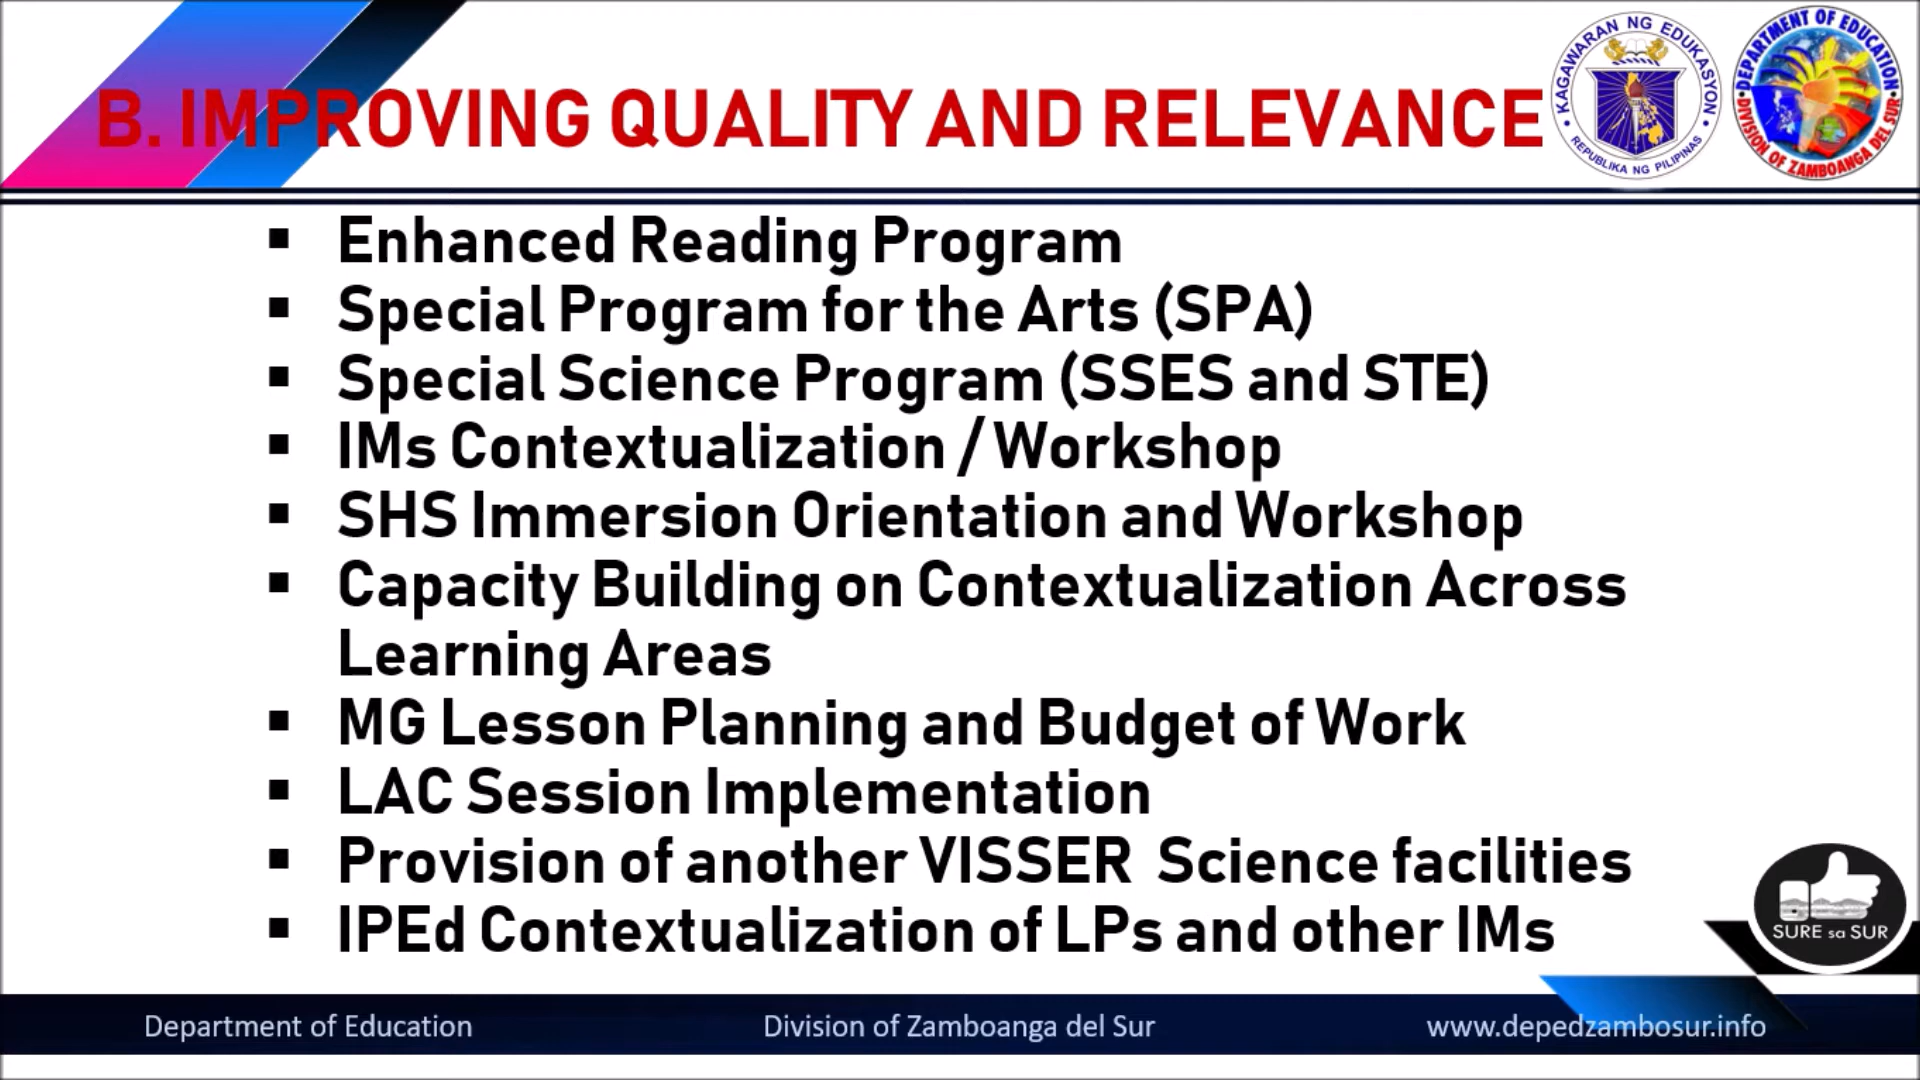 B. IMPROVING QUALITY AND RELEVANCE
KAGAWARAN NG EDUKASYON
REPUBLIKA NG PILIPINAS
DEPARTMENT OF EDUCATION
DIVISION OF ZAMBOANGA DEL SUR
▪ Enhanced Reading Program
▪ Special Program for the Arts (SPA)
▪ Special Science Program (SSES and STE)
▪ IMs Contextualization / Workshop
▪ SHS Immersion Orientation and Workshop
▪ Capacity Building on Contextualization Across
Learning Areas
▪ MG Lesson Planning and Budget of Work
▪ LAC Session Implementation
▪ Provision of another VISSER  Science facilities
▪ IPEd Contextualization of LPs and other IMs
SURE sa SUR
Department of Education
Division of Zamboanga del Sur
www.depedzambosur.info